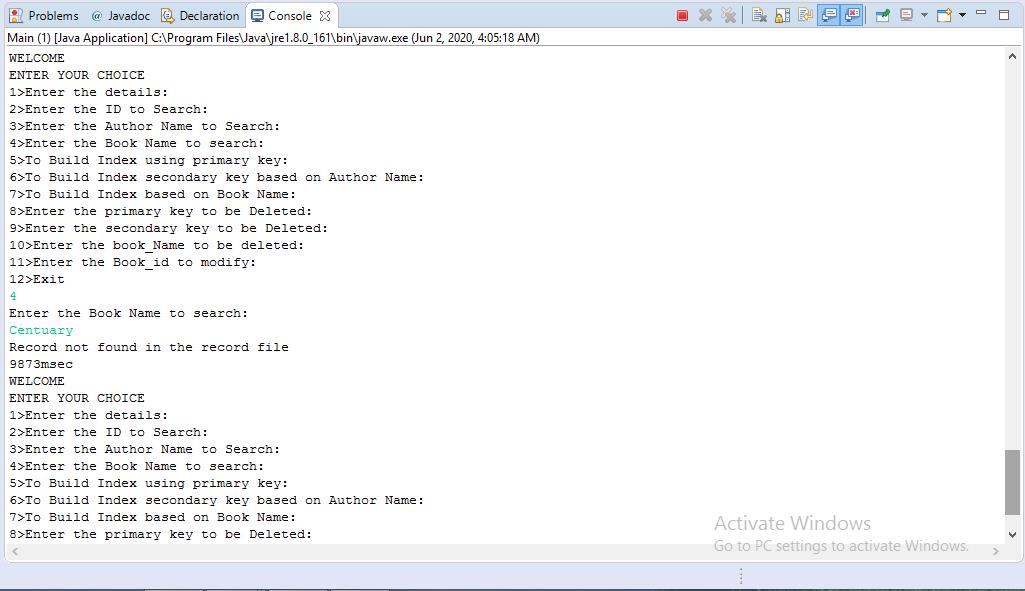 Problems @ Javadoc Declaration Console
Main (1) [Java Application] C:\Program Files\Java\jre1.8.0_161\bin\javaw.exe (Jun 2, 2020, 4:05:18 AM)
WELCOME
ENTER YOUR CHOICE
1>Enter the details:
2>Enter the ID to Search:
3>Enter the Author Name to Search:
4>Enter the Book Name to search:
5>To Build Index using primary key:
6>To Build Index secondary key based on Author Name:
7>To Build Index based on Book Name:
8>Enter the primary key to be Deleted:
9>Enter the secondary key to be Deleted:
10>Enter the book_Name to be deleted:
11>Enter the Book_id to modify:
12>Exit
4
Enter the Book Name to search:
Centuary
Record not found in the record file
9873msec
WELCOME
ENTER YOUR CHOICE
1>Enter the details:
2>Enter the ID to Search:
3>Enter the Author Name to Search:
4>Enter the Book Name to search:
5>To Build Index using primary key:
6>To Build Index secondary key based on Author Name:
7>To Build Index based on Book Name:
8>Enter the primary key to be Deleted:
Activate Windows
Go to PC settings to activate Windows.